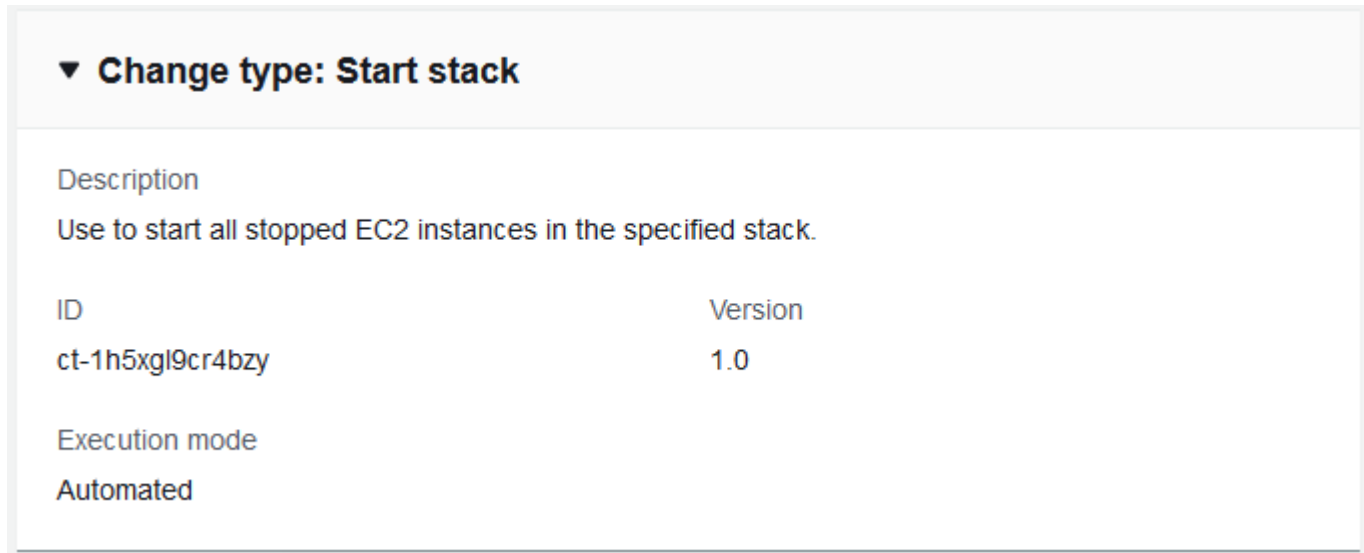 Change type: Start stack
Description
Use to start all stopped EC2 instances in the specified stack.
ID
Version
ct-1h5xgl9cr4bzy
1.0
Execution mode
Automated